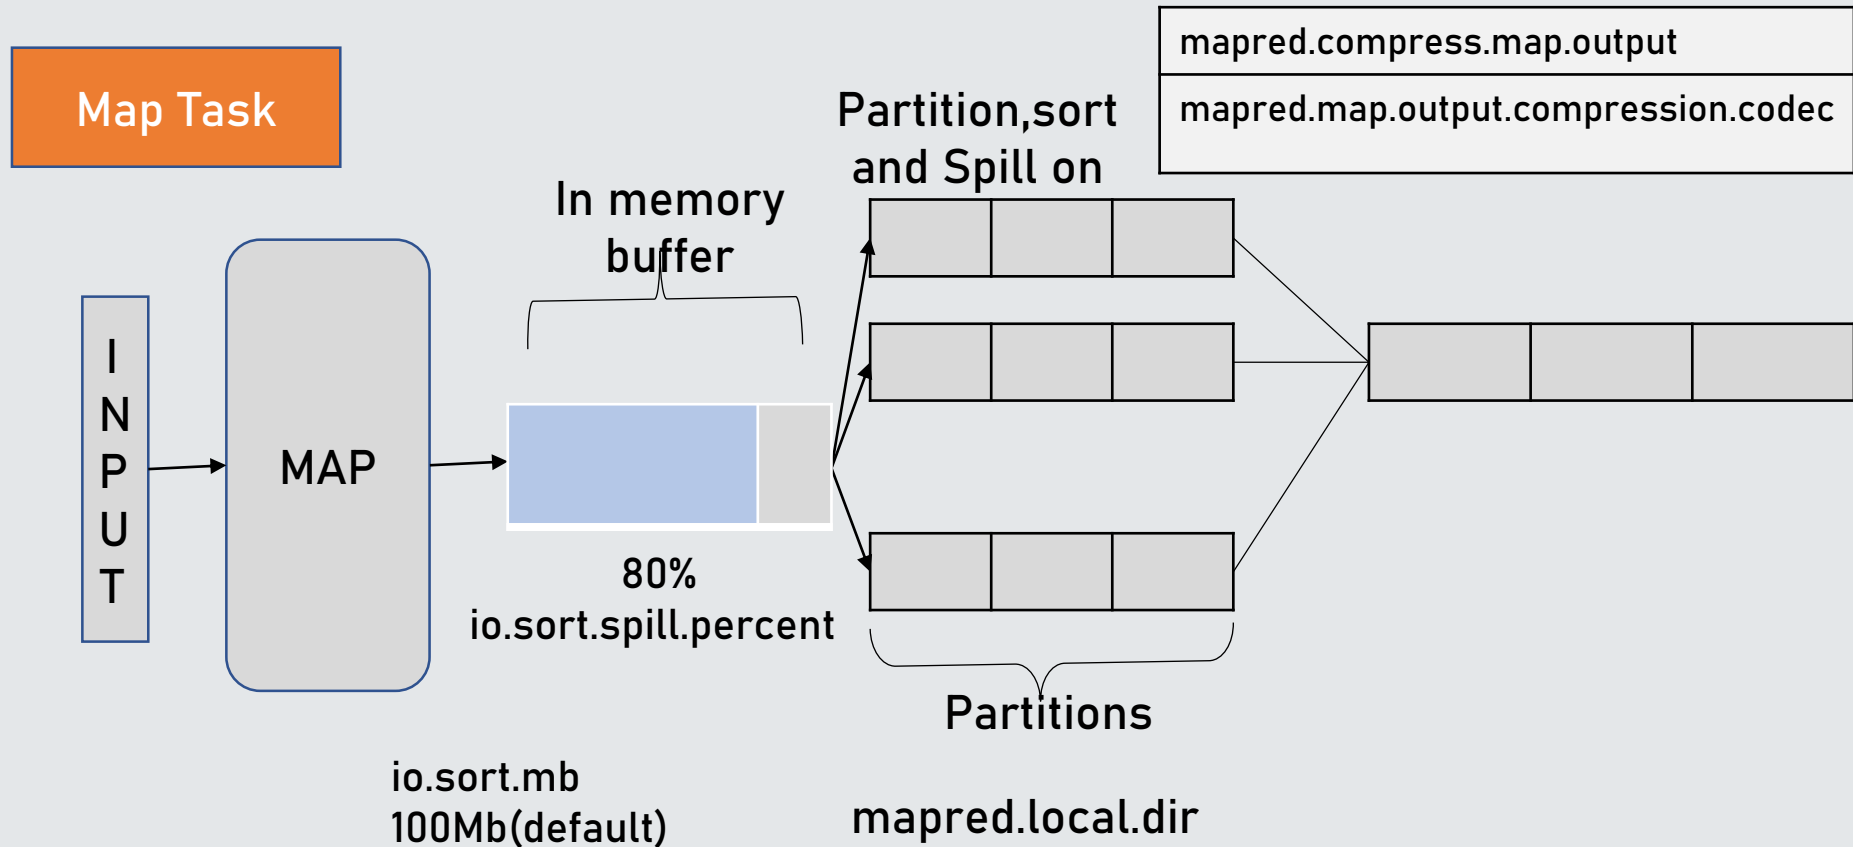 Map Task
mapred.compress.map.output
mapred.map.output.compression.codec
Partition,sort
and Spill on
In memory
buffer
I
N
P
U
T
MAP
80%
io.sort.spill.percent
Partitions
io.sort.mb
100Mb(default)
mapred.local.dir